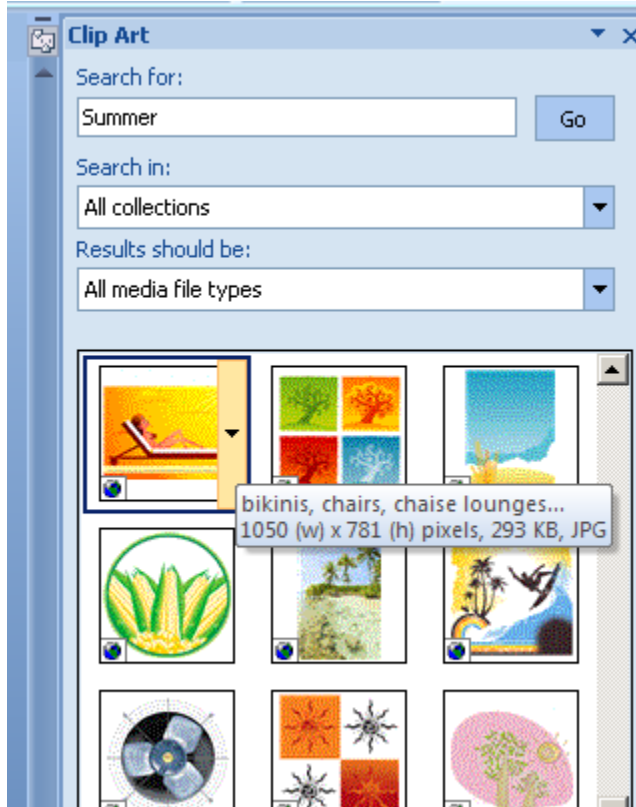 Clip Art
Search for:
Summer
Go
Search in:
All collections
Results should be:
All media file types
bikinis, chairs, chaise lounges...
1050 (w) x 781 (h) pixels, 293 KB, JPG